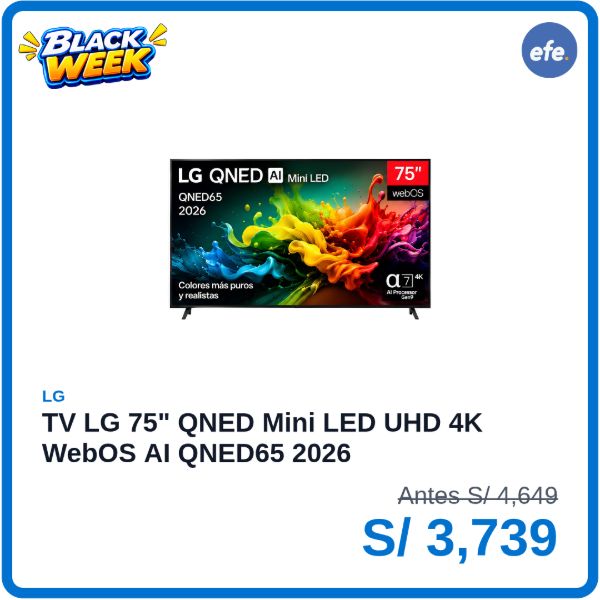 BLACK
WEEK
efe.
LG QNED AI Mini LED
75"
webOS
QNED65
2026
Colores más puros
y realistas
α7 4K
AI Processor
Gen9
LG
TV LG 75" QNED Mini LED UHD 4K
WebOS AI QNED65 2026
Antes S/ 4,649
S/ 3,739